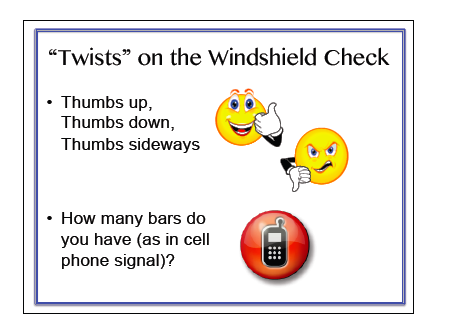 “Twists” on the Windshield Check
• Thumbs up,
Thumbs down,
Thumbs sideways
• How many bars do
you have (as in cell
phone signal)?